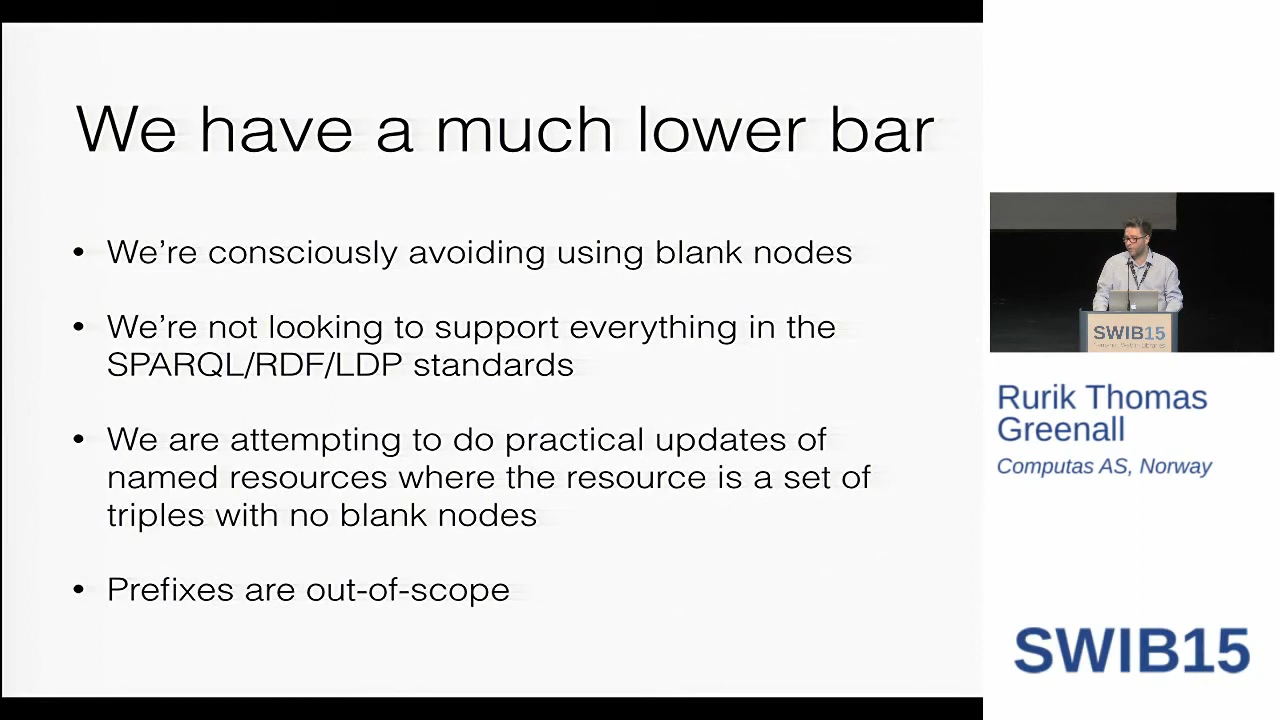 We have a much lower bar
• We’re consciously avoiding using blank nodes
• We’re not looking to support everything in the
SPARQL/RDF/LDP standards
• We are attempting to do practical updates of
named resources where the resource is a set of
triples with no blank nodes
• Prefixes are out-of-scope
SWIB15
Rurik Thomas
Greenall
Computas AS, Norway
SWIB15